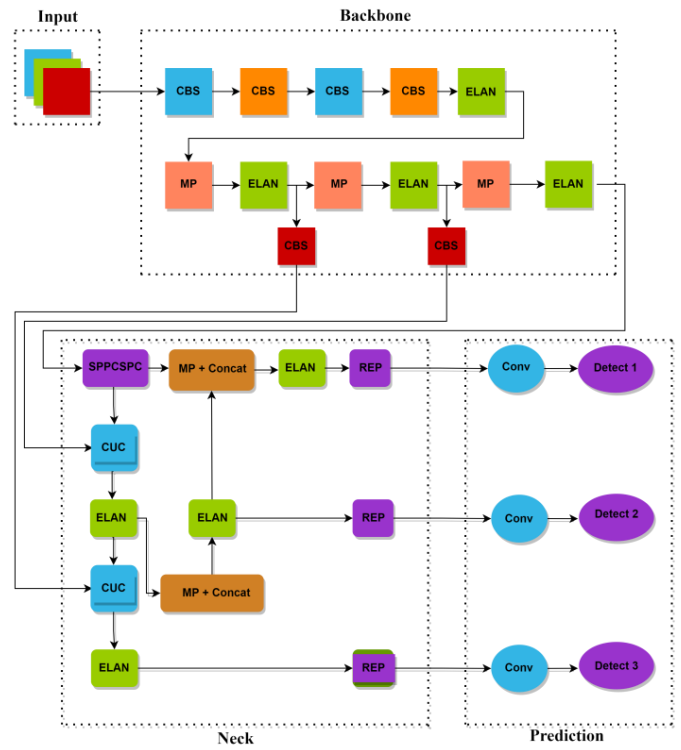 Input
Backbone
CBS
CBS
CBS
CBS
ELAN
MP
ELAN
MP
ELAN
MP
ELAN
CBS
CBS
SPPCSPC
MP + Concat
ELAN
REP
Conv
Detect 1
CUC
ELAN
ELAN
REP
Conv
Detect 2
CUC
MP + Concat
ELAN
REP
Conv
Detect 3
Neck
Prediction